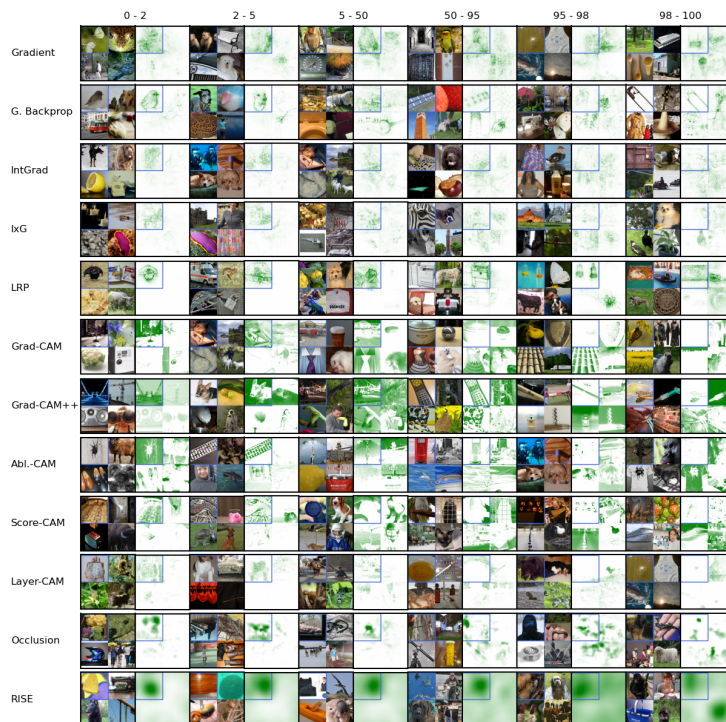 0 - 2 2 - 5 5 - 50 50 - 95 95 - 98 98 - 100
Gradient
G. Backprop
IntGrad
IxG
LRP
Grad-CAM
Grad-CAM++
Abl.-CAM
Score-CAM
Layer-CAM
Occlusion
RISE